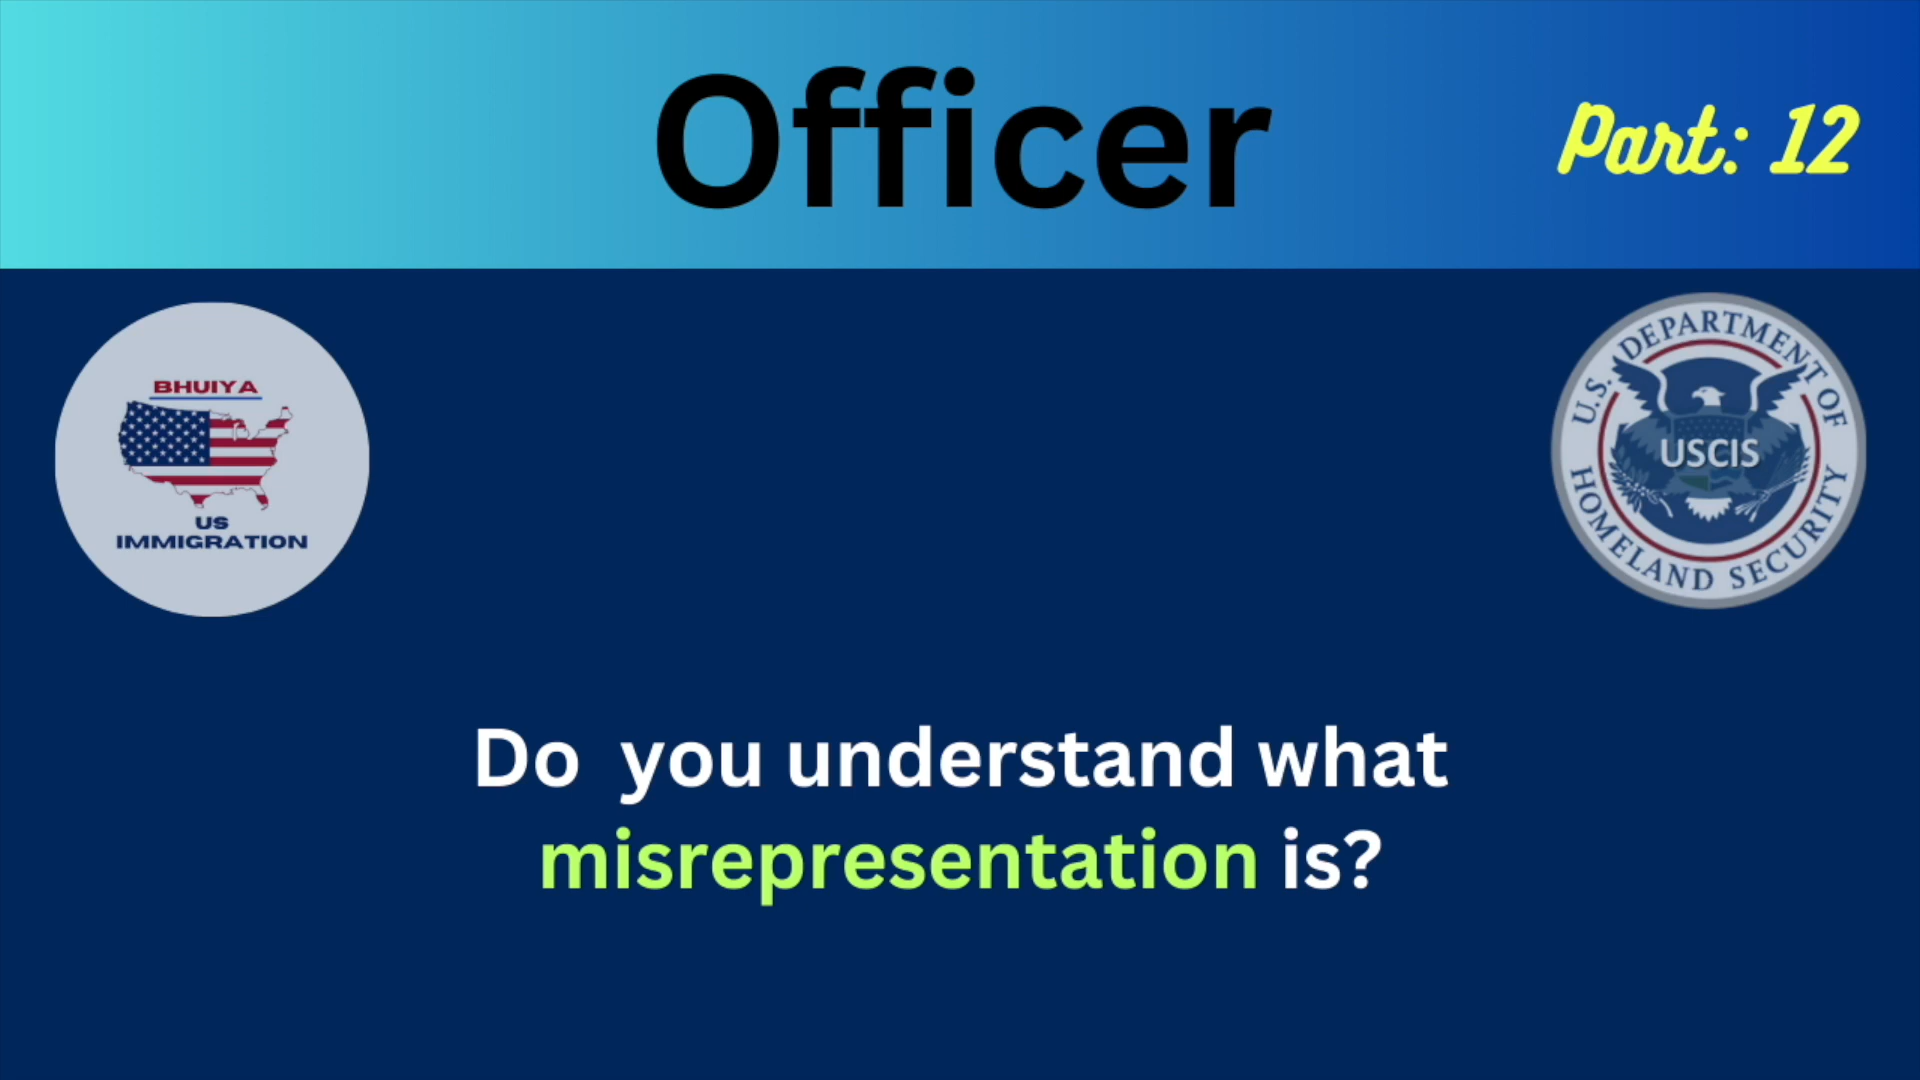 Officer
Part: 12
BHUIYA
US
IMMIGRATION
U.S. DEPARTMENT OF
HOMELAND SECURITY
USCIS
Do  you understand what
misrepresentation is?